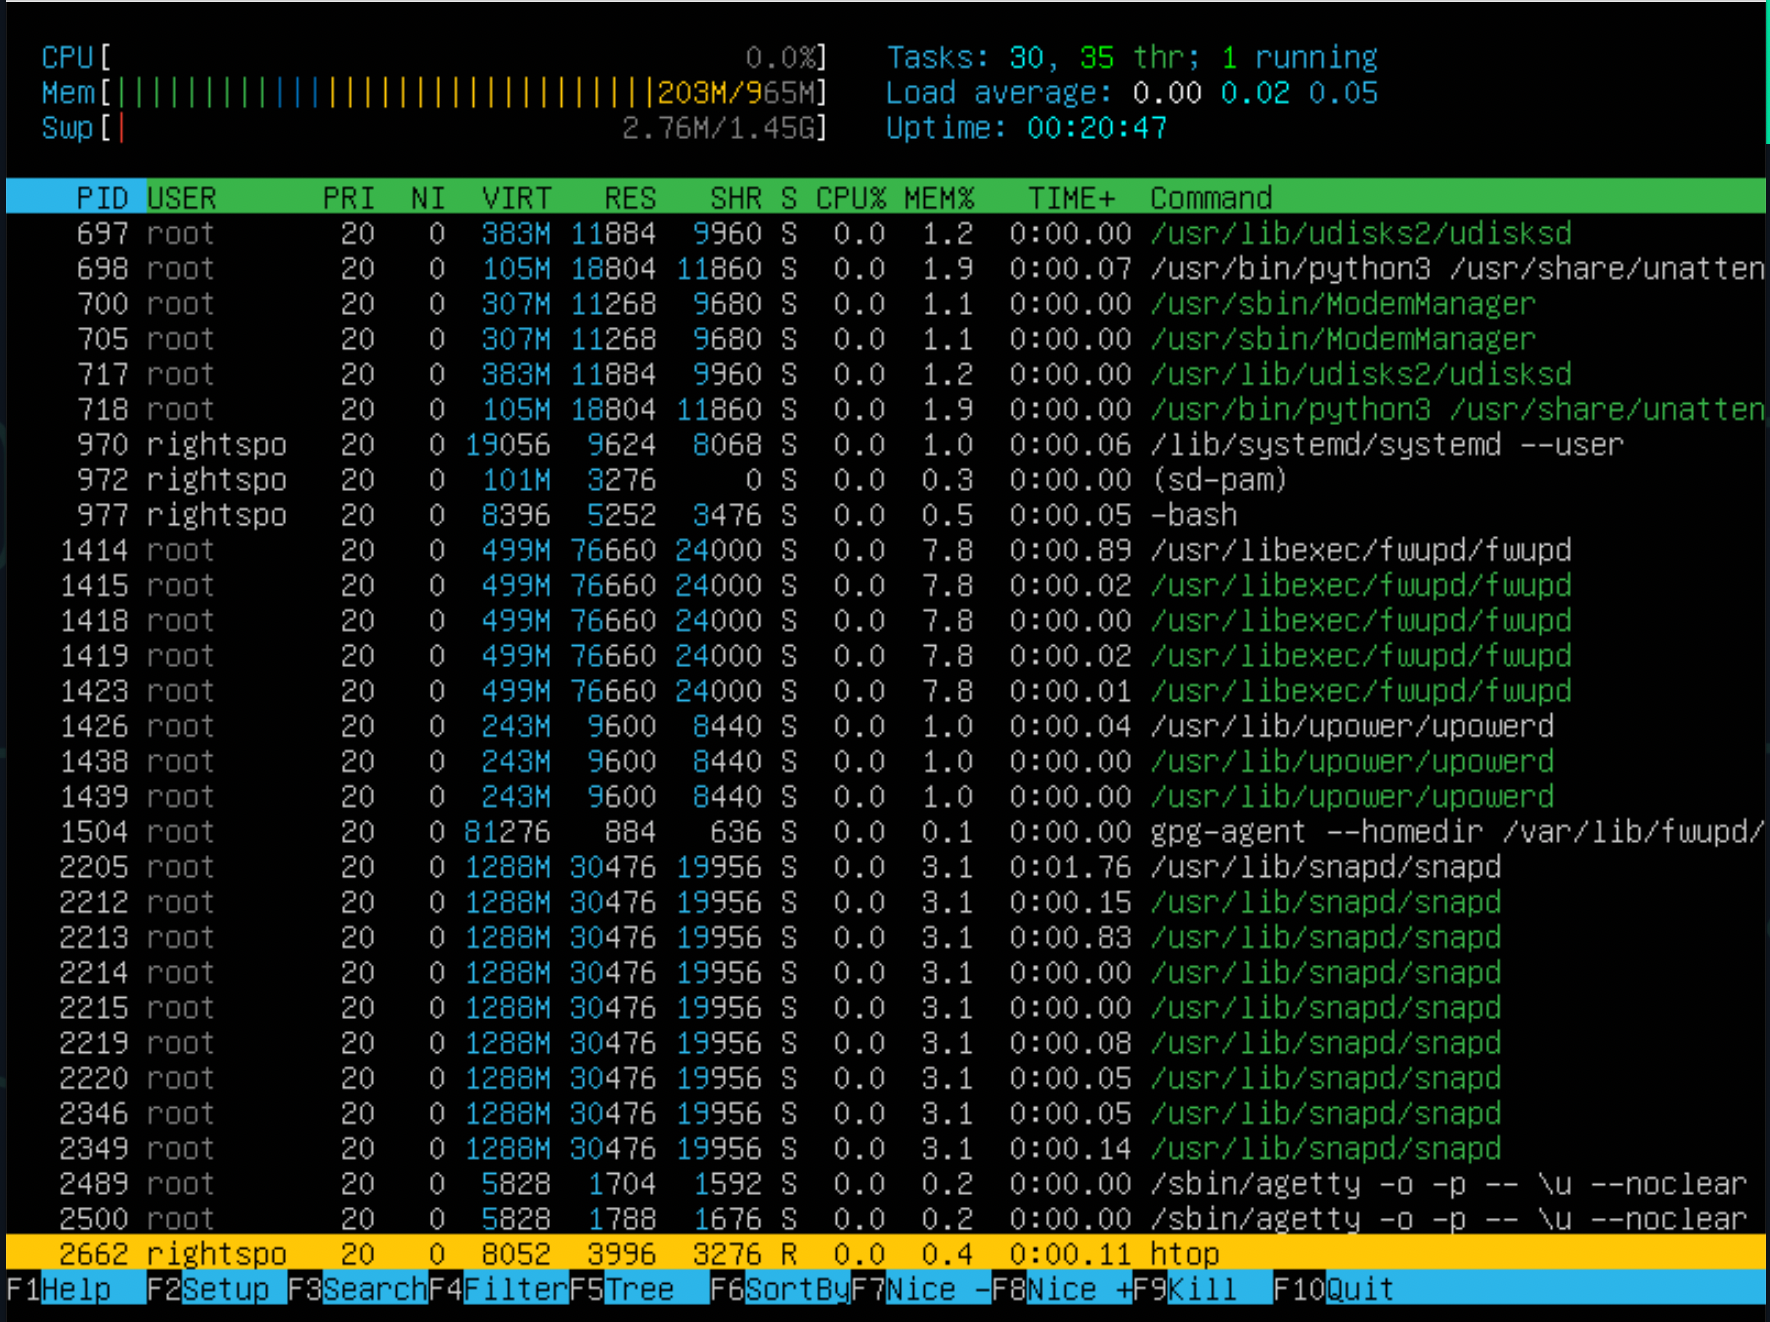 CPU[ 0.0%] Tasks: 30, 35 thr; 1 running
Mem[||||||||||||||||||||||||||||||203M/965M] Load average: 0.00 0.02 0.05
Swp[| 2.76M/1.45G] Uptime: 00:20:47
PID USER PRI NI VIRT RES SHR S CPU% MEM% TIME+ Command
697 root 20 0 383M 11884 9960 S 0.0 1.2 0:00.00 /usr/lib/udisks2/udisksd
698 root 20 0 105M 18804 11860 S 0.0 1.9 0:00.07 /usr/bin/python3 /usr/share/unatten
700 root 20 0 307M 11268 9680 S 0.0 1.1 0:00.00 /usr/sbin/ModemManager
705 root 20 0 307M 11268 9680 S 0.0 1.1 0:00.00 /usr/sbin/ModemManager
717 root 20 0 383M 11884 9960 S 0.0 1.2 0:00.00 /usr/lib/udisks2/udisksd
718 root 20 0 105M 18804 11860 S 0.0 1.9 0:00.00 /usr/bin/python3 /usr/share/unatten
970 rightspo 20 0 19056 9624 8068 S 0.0 1.0 0:00.06 /lib/systemd/systemd --user
972 rightspo 20 0 101M 3276 0 S 0.0 0.3 0:00.00 (sd-pam)
977 rightspo 20 0 8396 5252 3476 S 0.0 0.5 0:00.05 -bash
1414 root 20 0 499M 76660 24000 S 0.0 7.8 0:00.89 /usr/libexec/fwupd/fwupd
1415 root 20 0 499M 76660 24000 S 0.0 7.8 0:00.02 /usr/libexec/fwupd/fwupd
1418 root 20 0 499M 76660 24000 S 0.0 7.8 0:00.00 /usr/libexec/fwupd/fwupd
1419 root 20 0 499M 76660 24000 S 0.0 7.8 0:00.02 /usr/libexec/fwupd/fwupd
1423 root 20 0 499M 76660 24000 S 0.0 7.8 0:00.01 /usr/libexec/fwupd/fwupd
1426 root 20 0 243M 9600 8440 S 0.0 1.0 0:00.04 /usr/lib/upower/upowerd
1438 root 20 0 243M 9600 8440 S 0.0 1.0 0:00.00 /usr/lib/upower/upowerd
1439 root 20 0 243M 9600 8440 S 0.0 1.0 0:00.00 /usr/lib/upower/upowerd
1504 root 20 0 81276 884 636 S 0.0 0.1 0:00.00 gpg-agent --homedir /var/lib/fwupd/
2205 root 20 0 1288M 30476 19956 S 0.0 3.1 0:01.76 /usr/lib/snapd/snapd
2212 root 20 0 1288M 30476 19956 S 0.0 3.1 0:00.15 /usr/lib/snapd/snapd
2213 root 20 0 1288M 30476 19956 S 0.0 3.1 0:00.83 /usr/lib/snapd/snapd
2214 root 20 0 1288M 30476 19956 S 0.0 3.1 0:00.00 /usr/lib/snapd/snapd
2215 root 20 0 1288M 30476 19956 S 0.0 3.1 0:00.00 /usr/lib/snapd/snapd
2219 root 20 0 1288M 30476 19956 S 0.0 3.1 0:00.08 /usr/lib/snapd/snapd
2220 root 20 0 1288M 30476 19956 S 0.0 3.1 0:00.05 /usr/lib/snapd/snapd
2346 root 20 0 1288M 30476 19956 S 0.0 3.1 0:00.05 /usr/lib/snapd/snapd
2349 root 20 0 1288M 30476 19956 S 0.0 3.1 0:00.14 /usr/lib/snapd/snapd
2489 root 20 0 5828 1704 1592 S 0.0 0.2 0:00.00 /sbin/agetty -o -p -- \u --noclear
2500 root 20 0 5828 1788 1676 S 0.0 0.2 0:00.00 /sbin/agetty -o -p -- \u --noclear
2662 rightspo 20 0 8052 3996 3276 R 0.0 0.4 0:00.11 htop
F1Help F2Setup F3SearchF4FilterF5Tree F6SortByF7Nice -F8Nice +F9Kill F10Quit